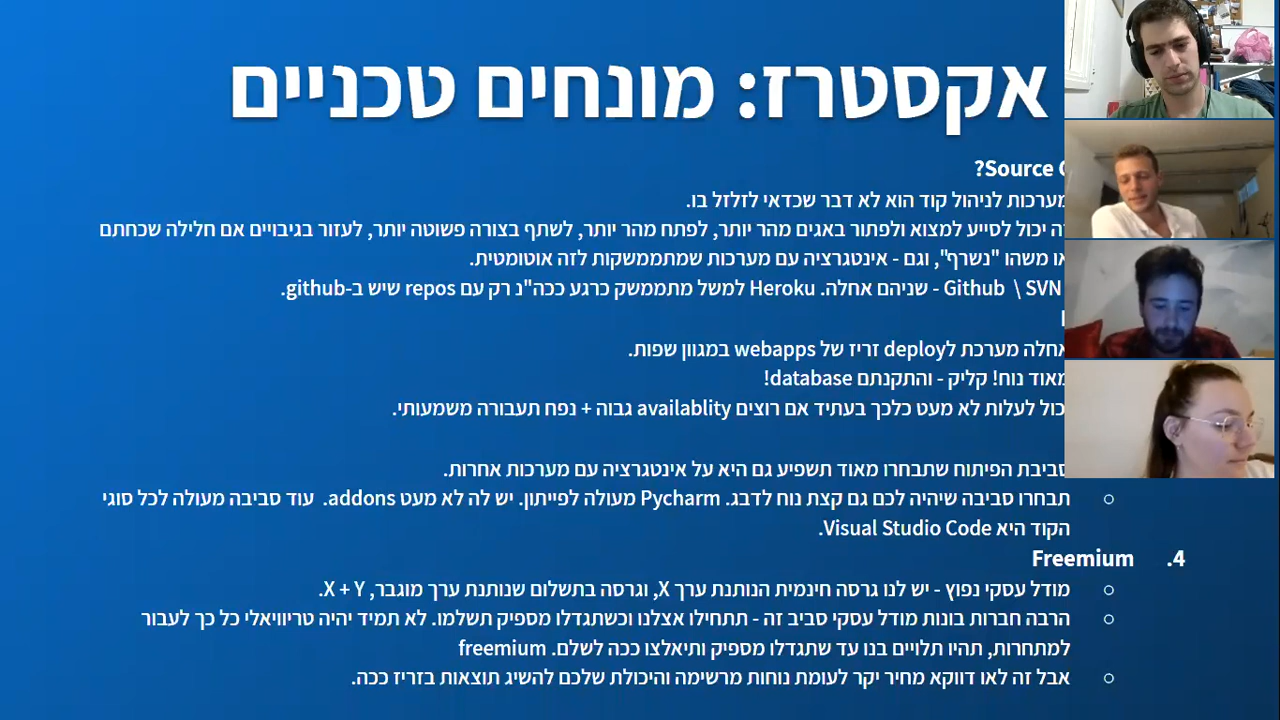 אקסטרז: מונחים טכניים
Source C?
מערכות לניהול קוד הוא לא דבר שכדאי לזלזל בו.
זה יכול לסייע למצוא ולפתור באגים מהר יותר, לפתח מהר יותר, לשתף בצורה פשוטה יותר, לעזור בגיבויים אם חלילה שכחתם
או משהו "נשרף", וגם - אינטגרציה עם מערכות שמתממשקות לזה אוטומטית.
Github \ SVN - שניהם אחלה. Heroku למשל מתממשק כרגע ככה"נ רק עם repos שיש ב-github.
אחלה מערכת לdeploy זריז של webapps במגוון שפות.
מאוד נוח! קליק - והתקנתם database!
יכול לעלות לא מעט כלכך בעתיד אם רוצים availablity גבוה + נפח תעבורה משמעותי.
סביבת הפיתוח שתבחרו מאוד תשפיע גם היא על אינטגרציה עם מערכות אחרות.
○ תבחרו סביבה שיהיה לכם גם קצת נוח לדבג. Pycharm מעולה לפייתון. יש לה לא מעט addons. עוד סביבה מעולה לכל סוגי
הקוד היא Visual Studio Code.
4. Freemium
○ מודל עסקי נפוץ - יש לנו גרסה חינמית הנותנת ערך X, וגרסה בתשלום שנותנת ערך מוגבר, X + Y.
○ הרבה חברות בונות מודל עסקי סביב זה - תתחילו אצלנו וכשתגדלו מספיק תשלמו. לא תמיד יהיה טריוויאלי כל כך לעבור
למתחרות, תהיו תלויים בנו עד שתגדלו מספיק ותיאלצו ככה לשלם. freemium
○ אבל זה לאו דווקא מחיר יקר לעומת נוחות מרשימה והיכולת שלכם להשיג תוצאות בזריז ככה.